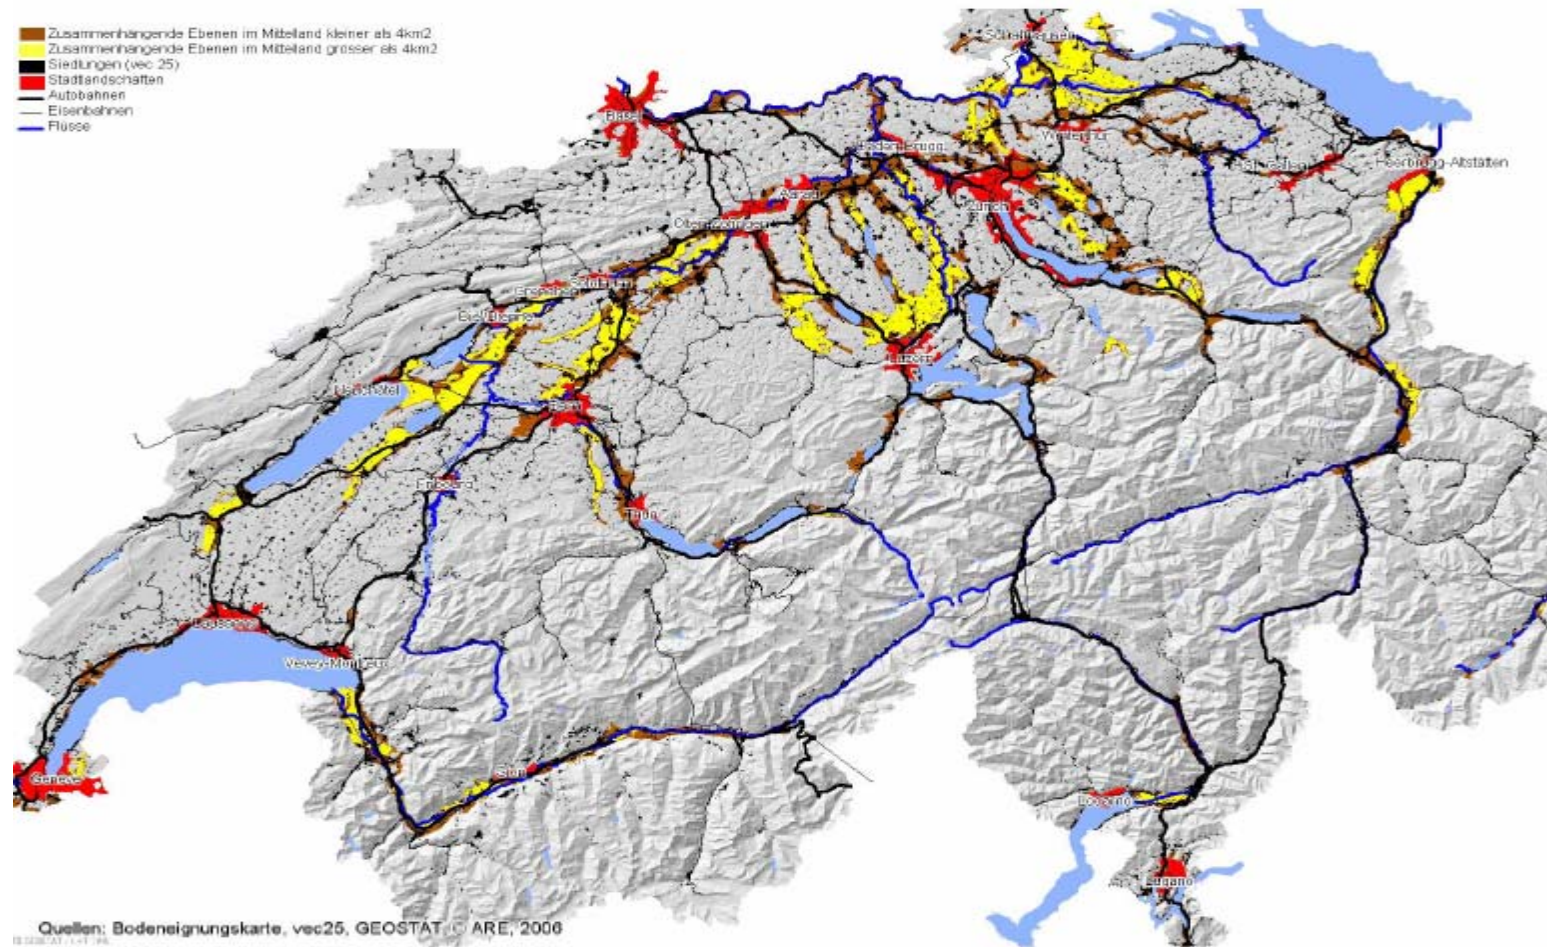 Zusammenhängende Ebenen im Mittelland kleiner als 4km2
Zusammenhängende Ebenen im Mittelland grösser als 4km2
Siedlungen (vec 25)
Stadtlandschaften
Autobahnen
Eisenbahnen
Flüsse
Schaffhausen
Basel
Winterthur
Baden-Brugg
St. Gallen
Heerbrugg-Altstätten
Aarau
Zürich
Olten-Zofingen
Solothurn
Grenchen
Biel/Bienne
Luzern
Neuchâtel
Bern
Fribourg
Thun
Lausanne
Vevey-Montreux
Sion
Genève
Locarno
Lugano
Quellen: Bodeneignungskarte, vec25, GEOSTAT, © ARE, 2006